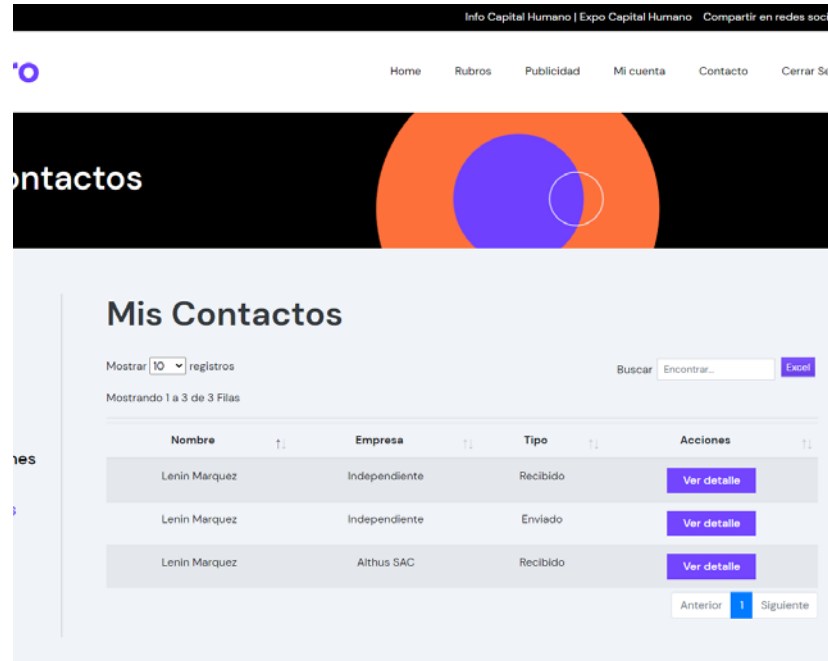 Info Capital Humano | Expo Capital Humano Compartir en redes soci
ro
Home Rubros Publicidad Mi cuenta Contacto Cerrar Se
ontactos
Mis Contactos
Mostrar 10 registros
Buscar Encontrar... Excel
Mostrando 1 a 3 de 3 Filas
Nombre ↑↓ Empresa ↑↓ Tipo ↑↓ Acciones ↑↓
nes
Lenin Marquez Independiente Recibido Ver detalle
s
Lenin Marquez Independiente Enviado Ver detalle
Lenin Marquez Althus SAC Recibido Ver detalle
Anterior 1 Siguiente